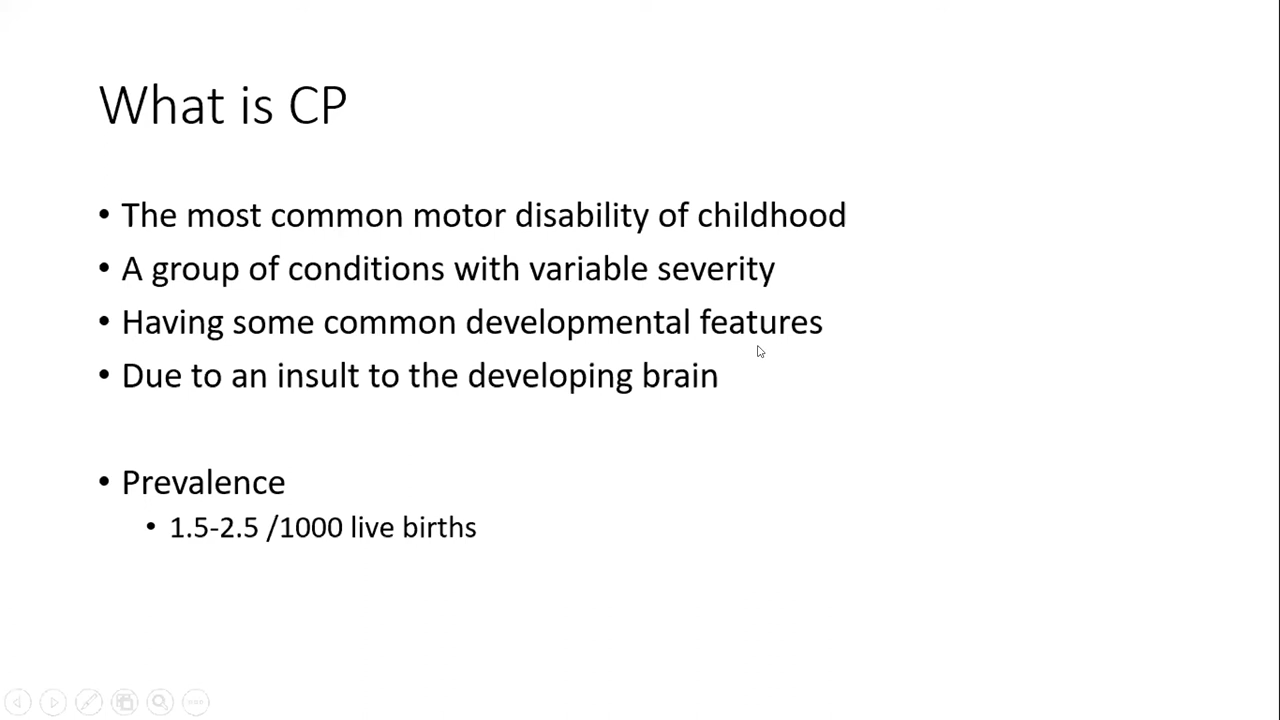 What is CP
• The most common motor disability of childhood
• A group of conditions with variable severity
• Having some common developmental features
• Due to an insult to the developing brain
• Prevalence
• 1.5-2.5 /1000 live births